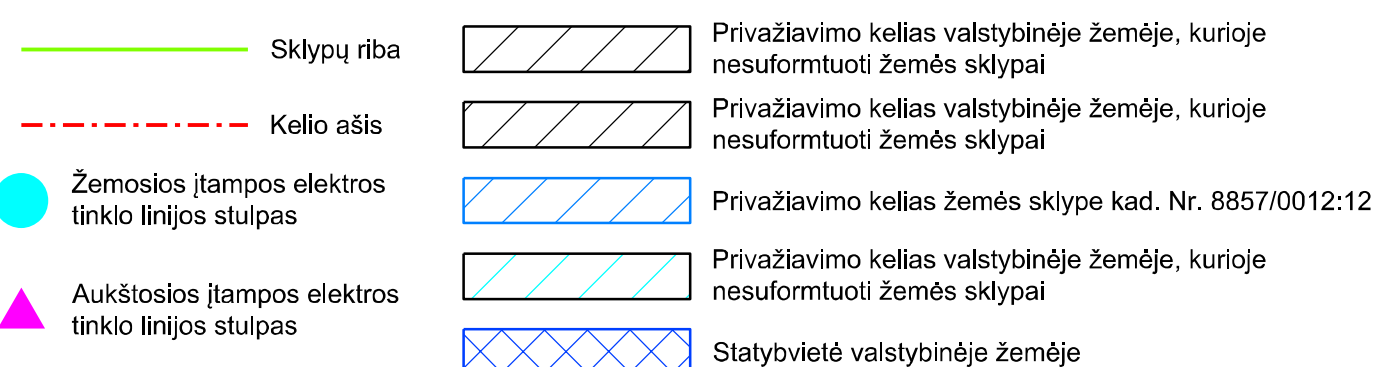 Sklypų riba
Kelio ašis
Žemosios įtampos elektros
tinklo linijos stulpas
Aukštosios įtampos elektros
tinklo linijos stulpas
Privažiavimo kelias valstybinėje žemėje, kurioje
nesuformtuoti žemės sklypai
Privažiavimo kelias valstybinėje žemėje, kurioje
nesuformtuoti žemės sklypai
Privažiavimo kelias žemės sklype kad. Nr. 8857/0012:12
Privažiavimo kelias valstybinėje žemėje, kurioje
nesuformtuoti žemės sklypai
Statybvietė valstybinėje žemėje